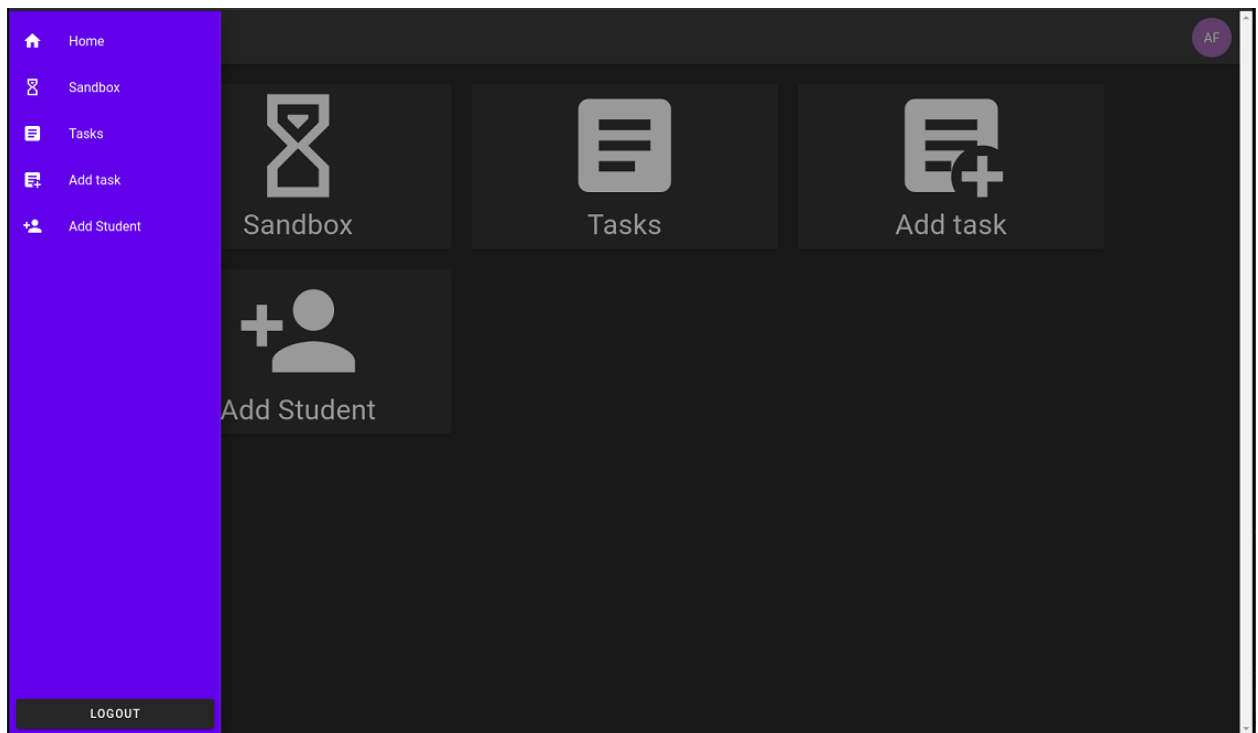 Home
Sandbox
Tasks
Add task
Add Student
LOGOUT
AF
Sandbox
Tasks
Add task
Add Student